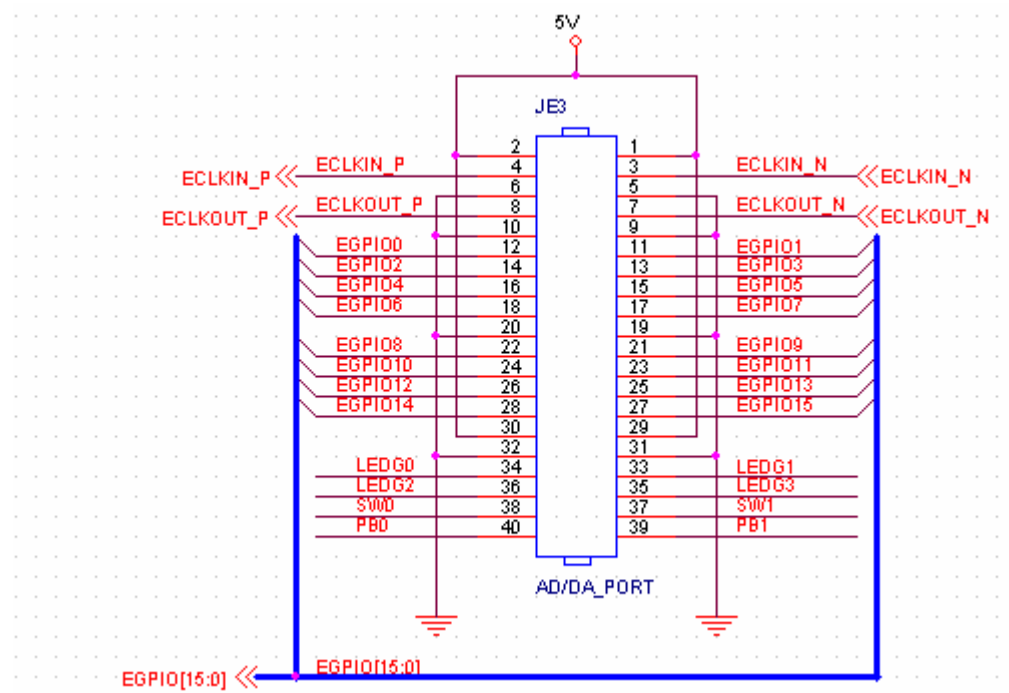 5V
JE3
2 1
ECLKIN_P ECLKIN_P 4 3 ECLKIN_N ECLKIN_N
6 5
ECLKOUT_P ECLKOUT_P 8 7 ECLKOUT_N ECLKOUT_N
10 9
EGPIO0 12 11 EGPIO1
EGPIO2 14 13 EGPIO3
EGPIO4 16 15 EGPIO5
EGPIO6 18 17 EGPIO7
20 19
EGPIO8 22 21 EGPIO9
EGPIO10 24 23 EGPIO11
EGPIO12 26 25 EGPIO13
EGPIO14 28 27 EGPIO15
30 29
32 31
LEDG0 34 33 LEDG1
LEDG2 36 35 LEDG3
SW0 38 37 SW1
PB0 40 39 PB1
AD/DA_PORT
EGPIO[15:0] EGPIO[15:0]